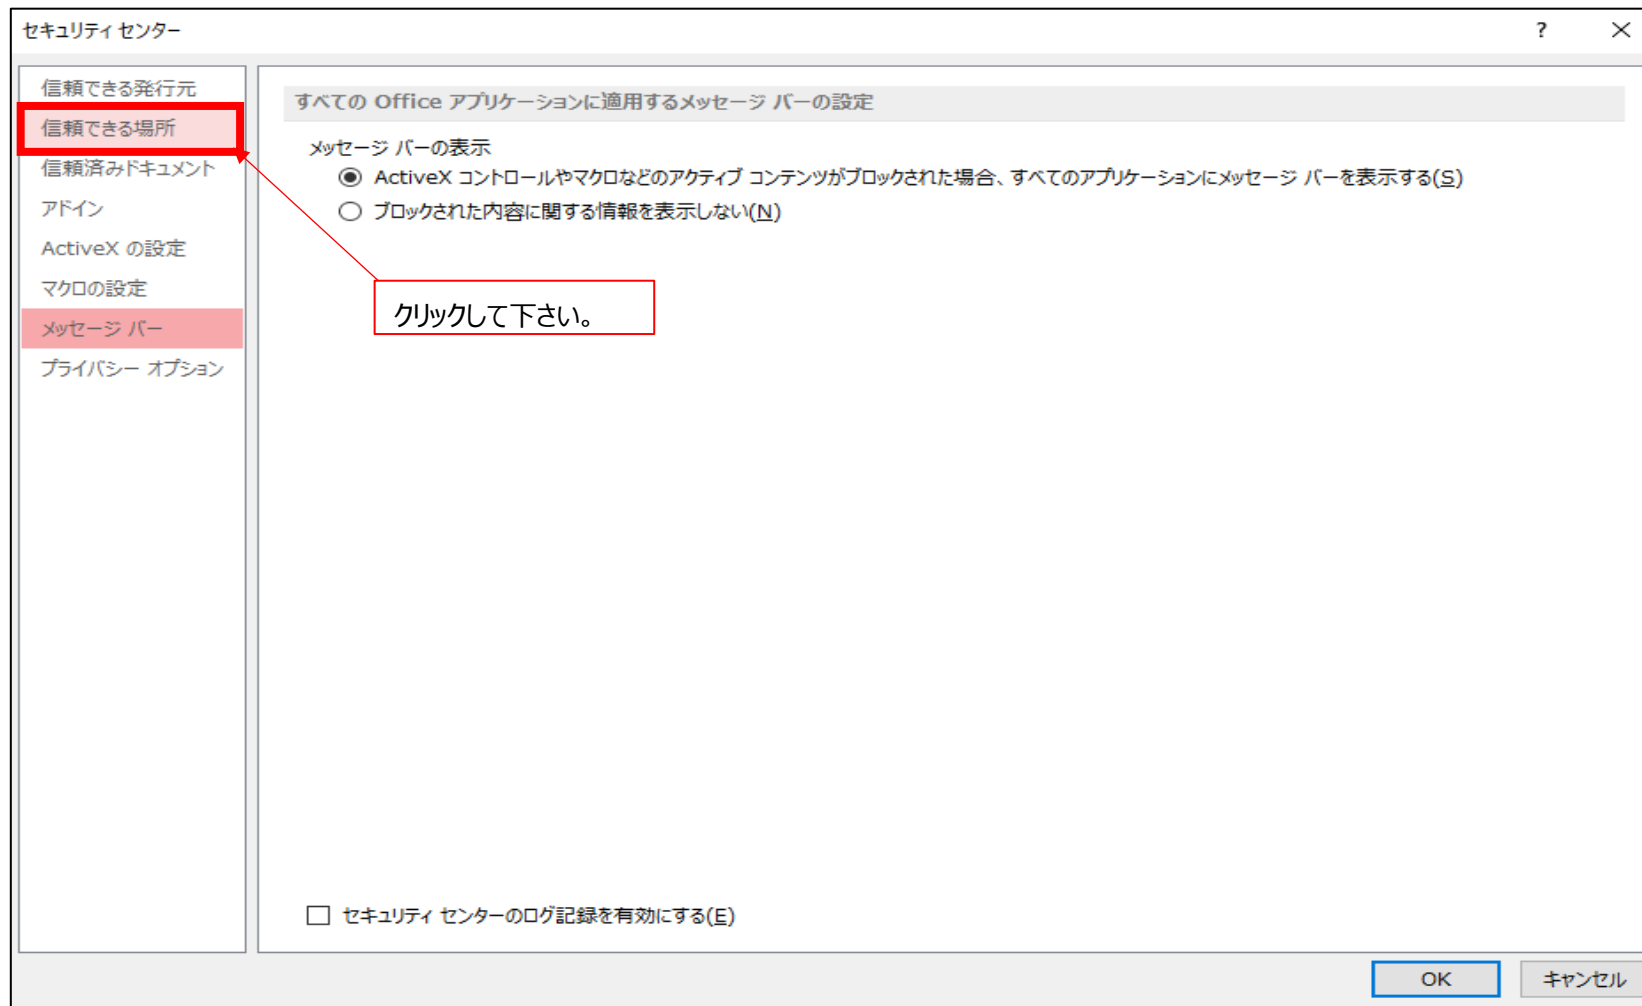 セキュリティ センター
?
信頼できる発行元
信頼できる場所
信頼済みドキュメント
アドイン
ActiveX の設定
マクロの設定
メッセージ バー
プライバシー オプション
すべての Office アプリケーションに適用するメッセージ バーの設定
メッセージ バーの表示
ActiveX コントロールやマクロなどのアクティブ コンテンツがブロックされた場合、すべてのアプリケーションにメッセージ バーを表示する(S)
ブロックされた内容に関する情報を表示しない(N)
クリックして下さい。
セキュリティ センターのログ記録を有効にする(E)
OK
キャンセル